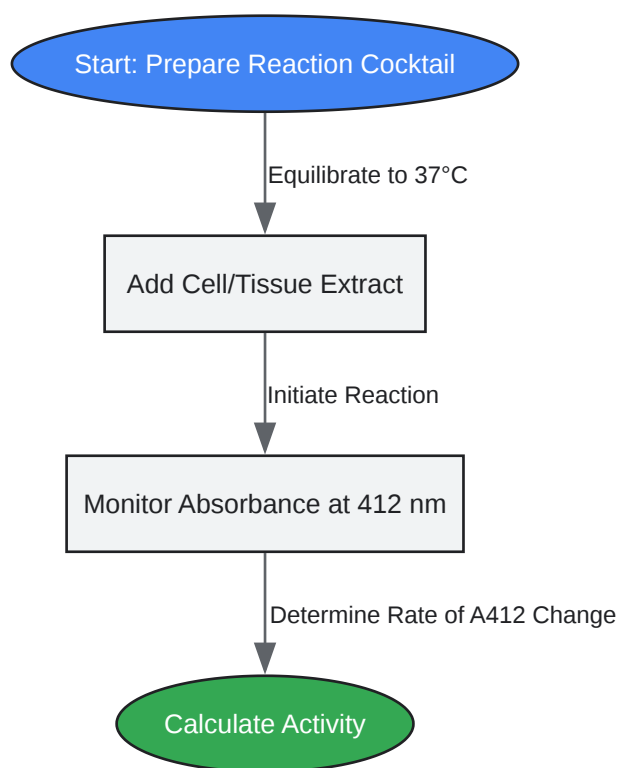 Start: Prepare Reaction Cocktail
Equilibrate to 37°C
Add Cell/Tissue Extract
Initiate Reaction
Monitor Absorbance at 412 nm
Determine Rate of A412 Change
Calculate Activity